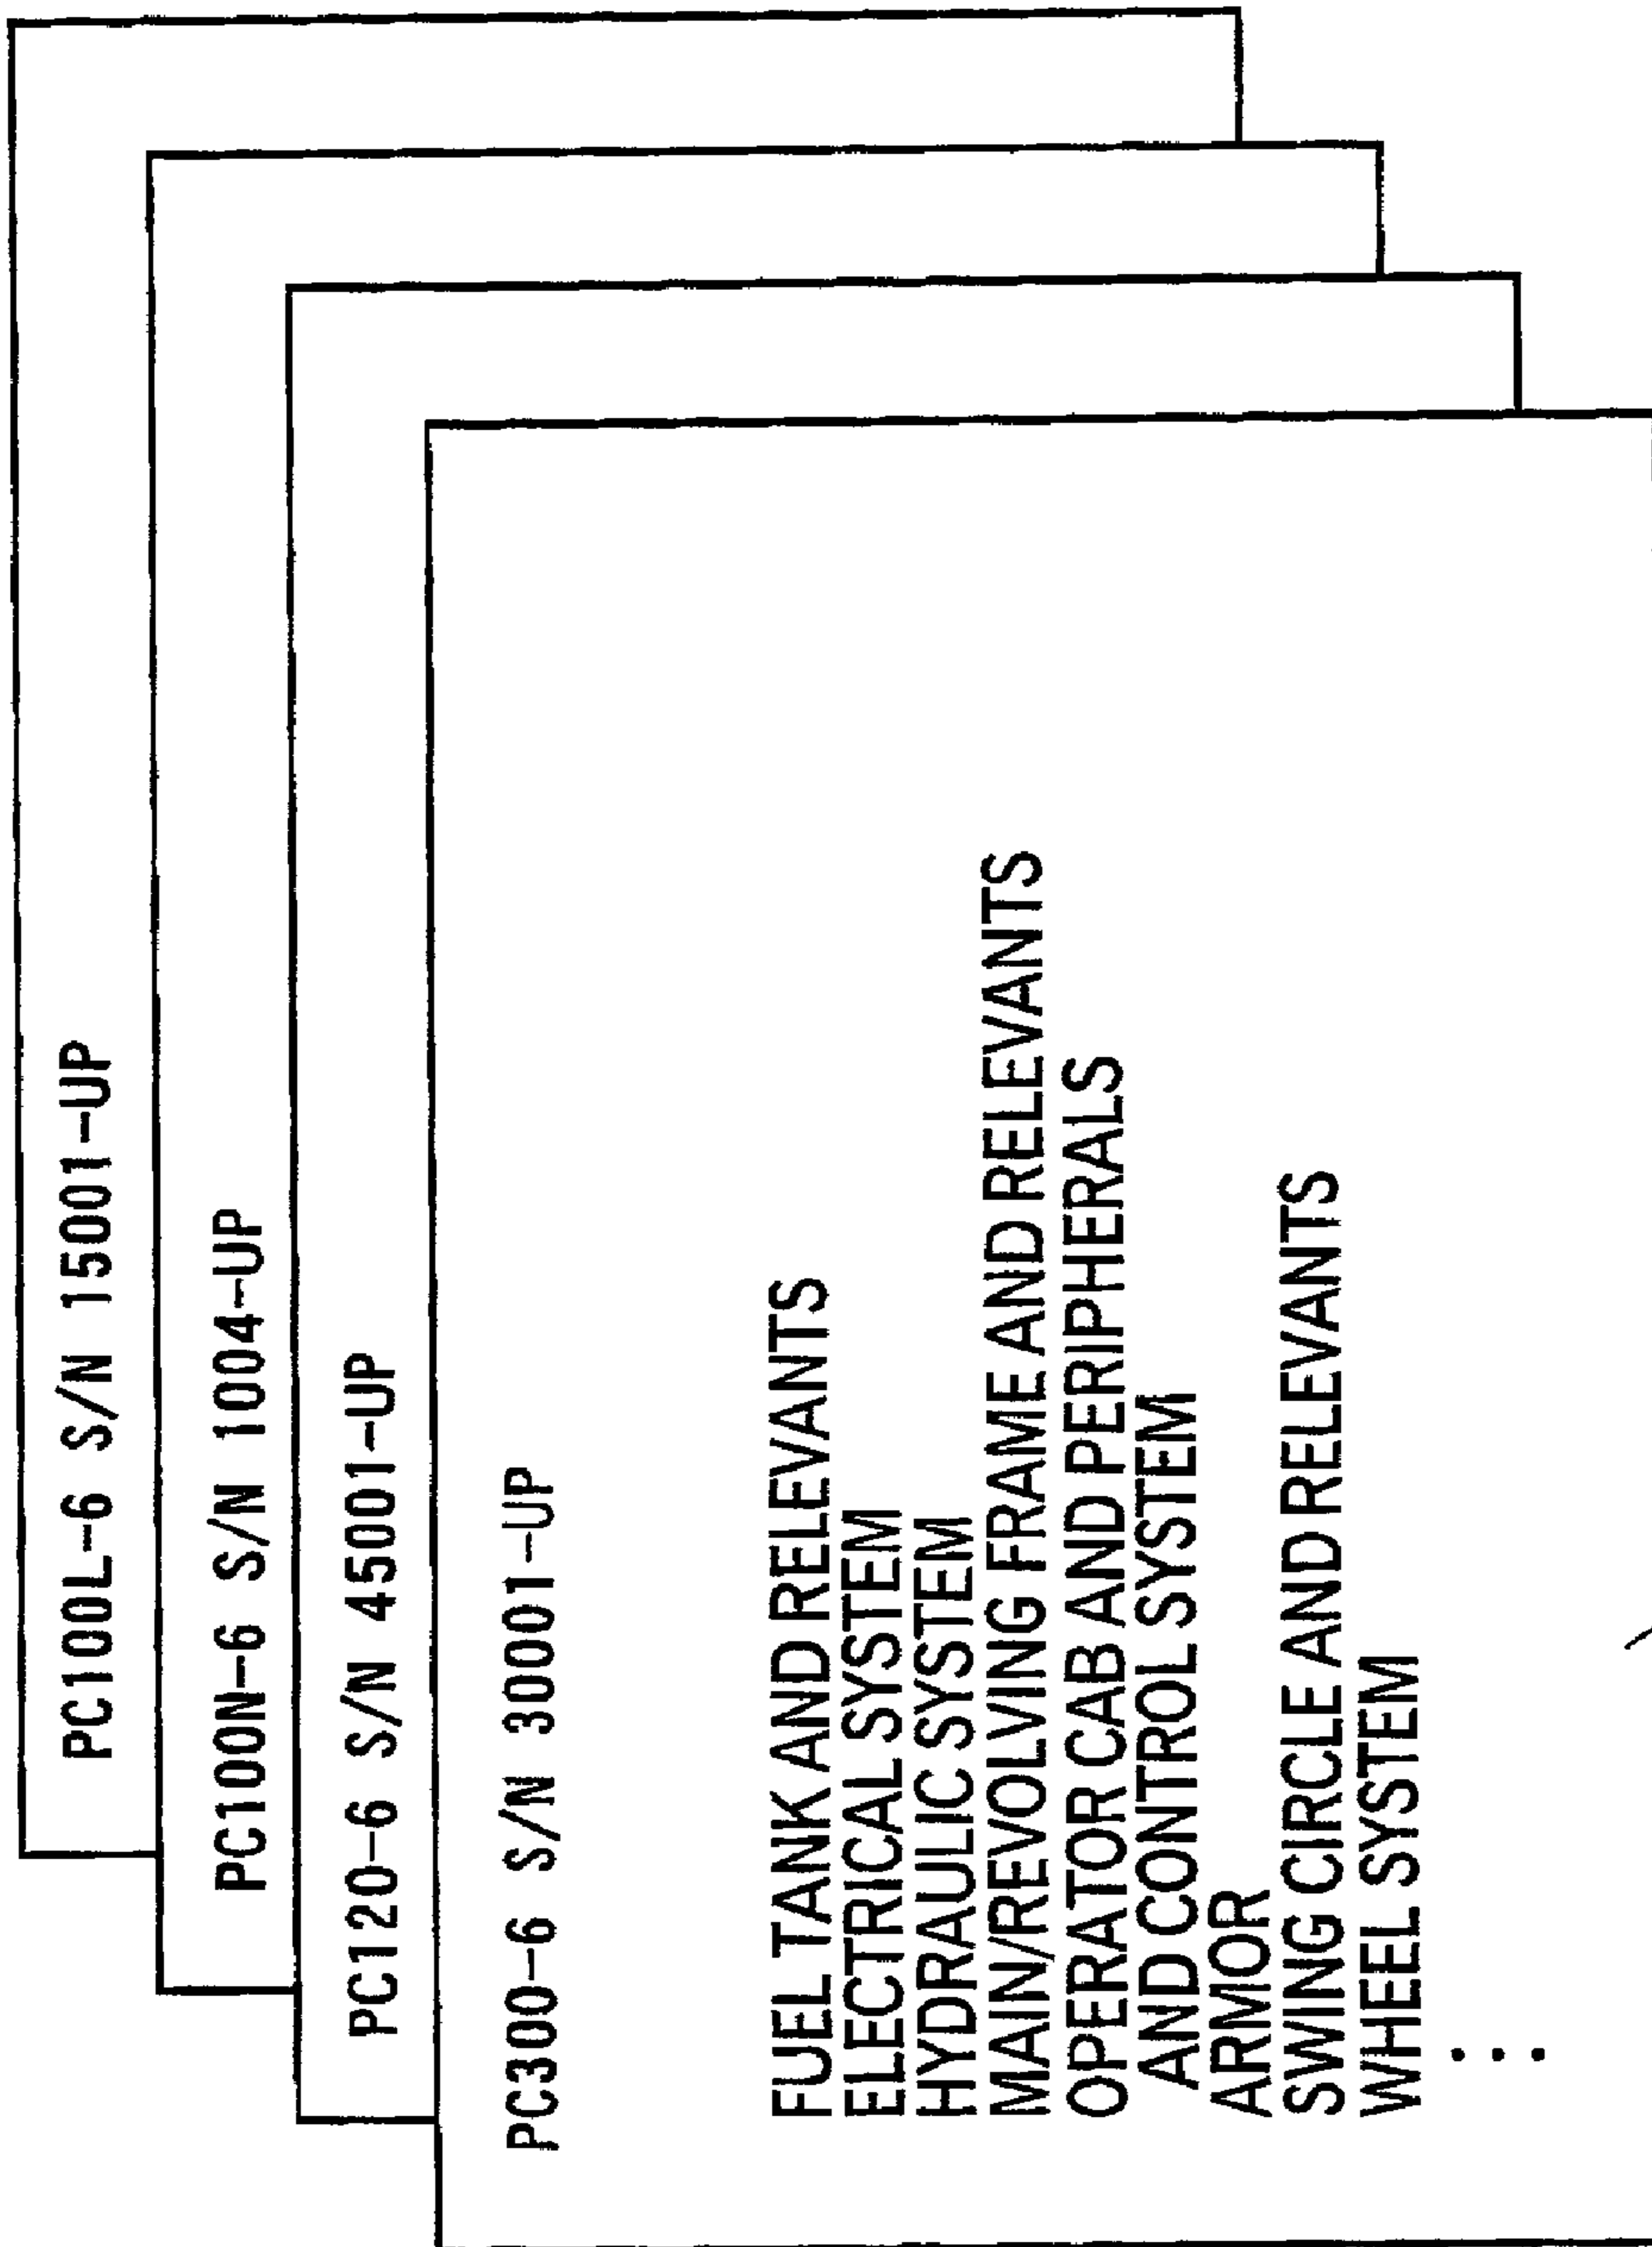 PC100L-6 S/N 15001-UP
PC100N-6 S/N 1004-UP
PC120-6 S/N 45001-UP
PC300-6 S/N 30001-UP
FUEL TANK AND RELEVANTS
ELECTRICAL SYSTEM
HYDRAULIC SYSTEM
MAIN/REVOLVING FRAME AND RELEVANTS
OPERATOR CAB AND PERIPHERALS
AND CONTROL SYSTEM
ARMOR
SWING CIRCLE AND RELEVANTS
WHEEL SYSTEM
⋮